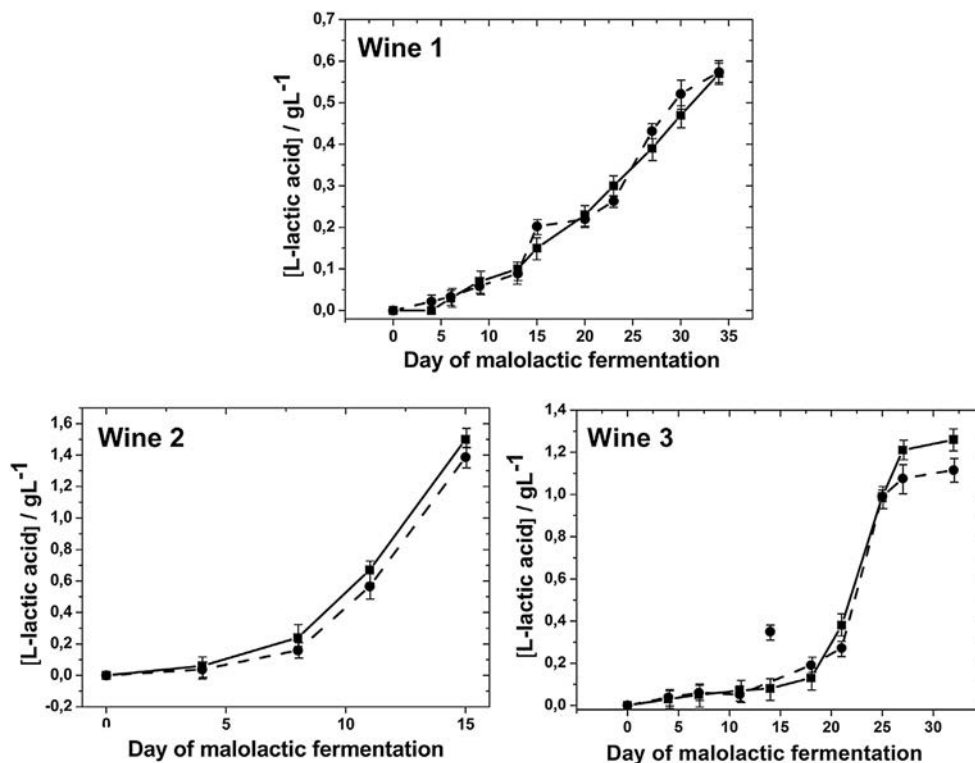 Wine 1
[L-lactic acid] / gL⁻¹
0,7
0,6
0,5
0,4
0,3
0,2
0,1
0,0
0 5 10 15 20 25 30 35
Day of malolactic fermentation
Wine 2
[L-lactic acid] / gL⁻¹
1,6
1,4
1,2
1,0
0,8
0,6
0,4
0,2
0,0
-0,2
0 5 10 15
Day of malolactic fermentation
Wine 3
[L-lactic acid] / gL⁻¹
1,4
1,2
1,0
0,8
0,6
0,4
0,2
0,0
0 5 10 15 20 25 30
Day of malolactic fermentation